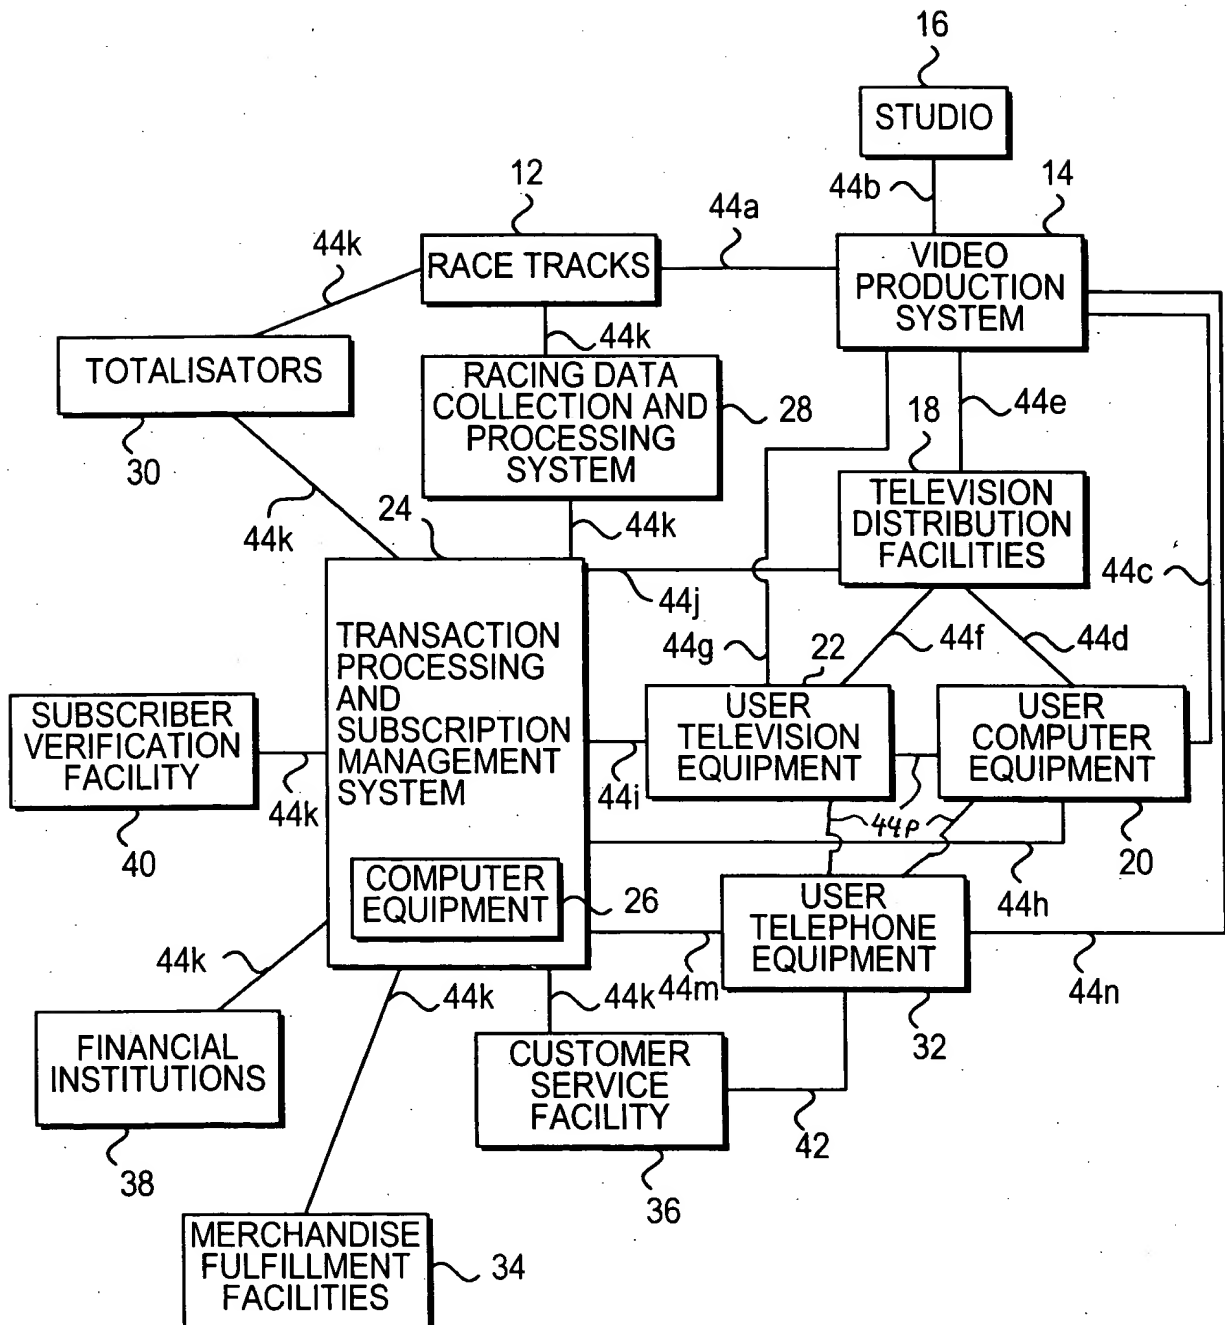 16
STUDIO
12
44b
14
44a
44k
RACE TRACKS
VIDEO
PRODUCTION
SYSTEM
44k
TOTALISATORS
RACING DATA
COLLECTION AND
PROCESSING
SYSTEM
28
18
44e
30
TELEVISION
DISTRIBUTION
FACILITIES
44k
24
44k
44c
44j
TRANSACTION
PROCESSING
AND
SUBSCRIPTION
MANAGEMENT
SYSTEM
44g
22
44f
44d
SUBSCRIBER
VERIFICATION
FACILITY
USER
TELEVISION
EQUIPMENT
USER
COMPUTER
EQUIPMENT
44k
44i
40
44p
20
COMPUTER
EQUIPMENT
26
USER
TELEPHONE
EQUIPMENT
44h
44k
44k
44k
44m
44n
32
FINANCIAL
INSTITUTIONS
CUSTOMER
SERVICE
FACILITY
42
38
36
MERCHANDISE
FULFILLMENT
FACILITIES
34